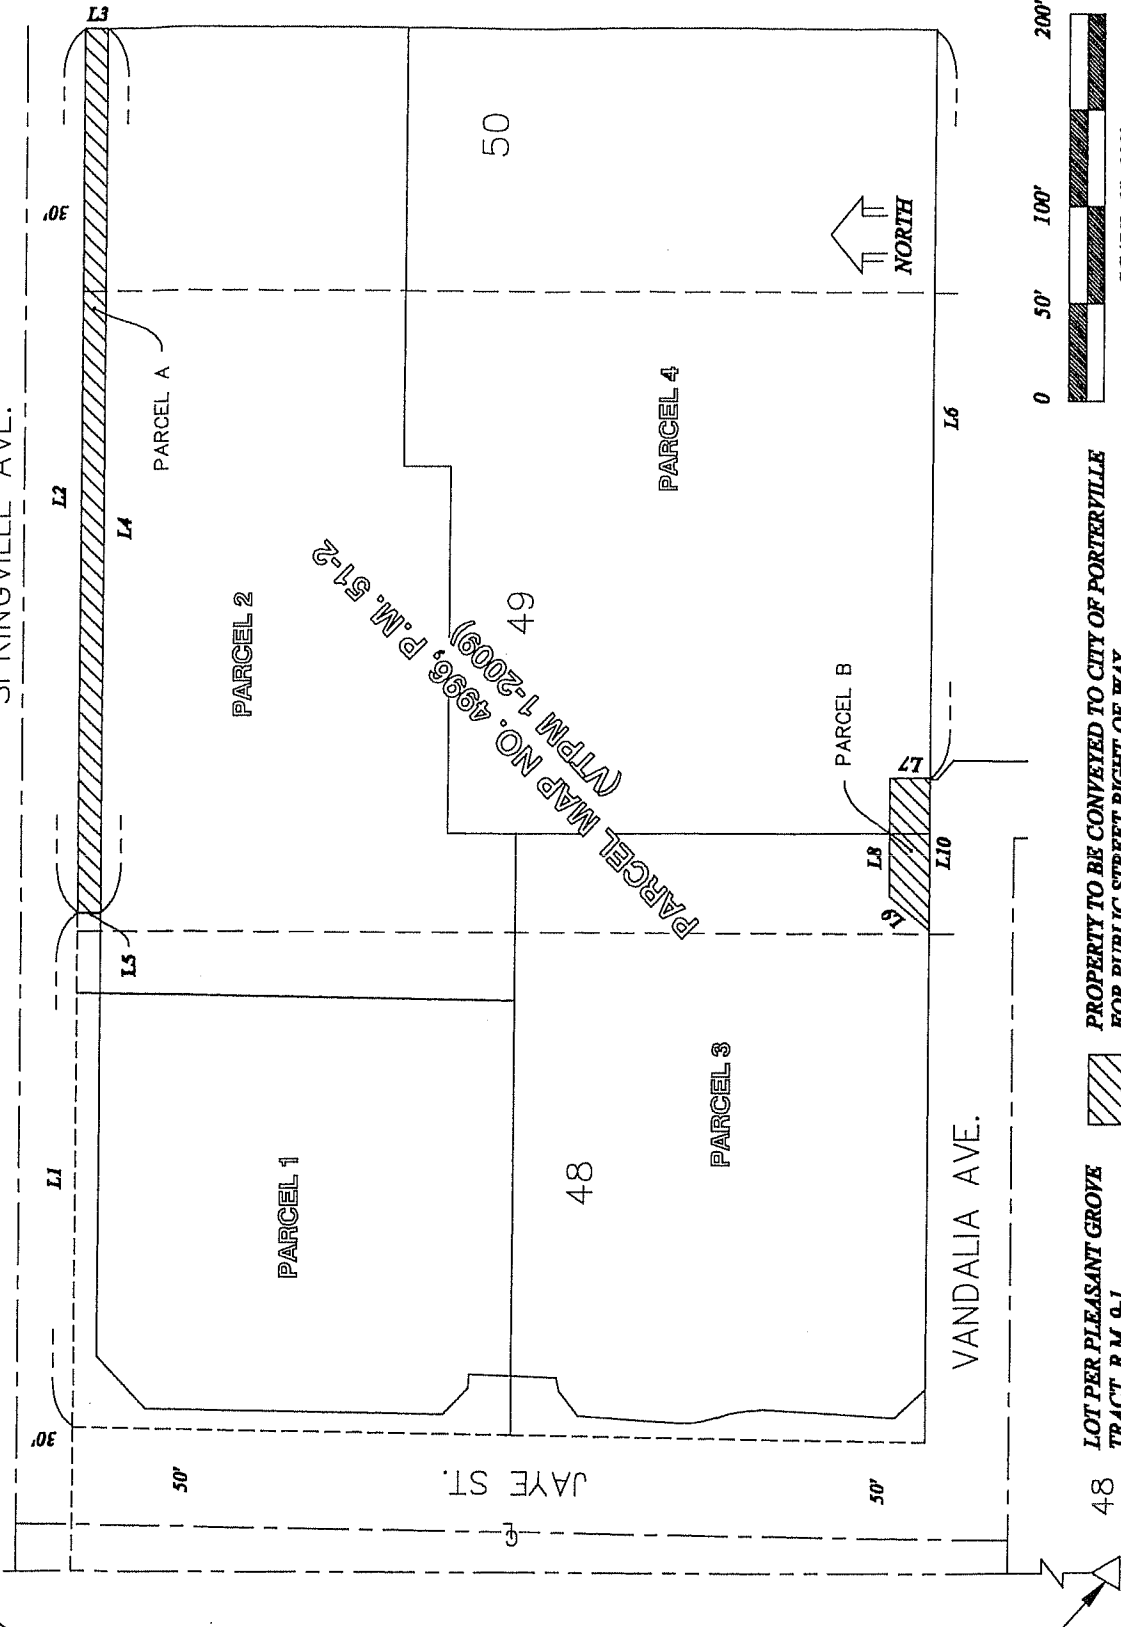 SPRINGVILLE AVE.
L3
30'
L2
L4
PARCEL A
L5
L1
30'
50
PARCEL 2
PARCEL MAP NO. 4996, P.M. 51-2
(VTPM 1-2009)
49
PARCEL 4
NORTH
PARCEL 1
48
PARCEL 3
PARCEL B
L7
L8
L9
L10
L6
50'
JAYE ST.
50'
VANDALIA AVE.
0 50' 100' 200'
48 LOT PER PLEASANT GROVE
TRACT, R.M. 9-1
PROPERTY TO BE CONVEYED TO CITY OF PORTERVILLE
FOR PUBLIC STREET RIGHT OF WAY